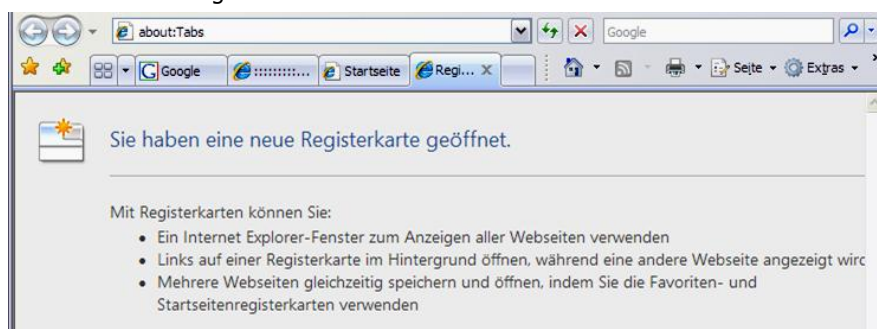 about:Tabs
Google
Google
:::::::::...
Startseite
Regi...
Seite
Extras
Sie haben eine neue Registerkarte geöffnet.
Mit Registerkarten können Sie:
• Ein Internet Explorer-Fenster zum Anzeigen aller Webseiten verwenden
• Links auf einer Registerkarte im Hintergrund öffnen, während eine andere Webseite angezeigt wird
• Mehrere Webseiten gleichzeitig speichern und öffnen, indem Sie die Favoriten- und
Startseitenregisterkarten verwenden